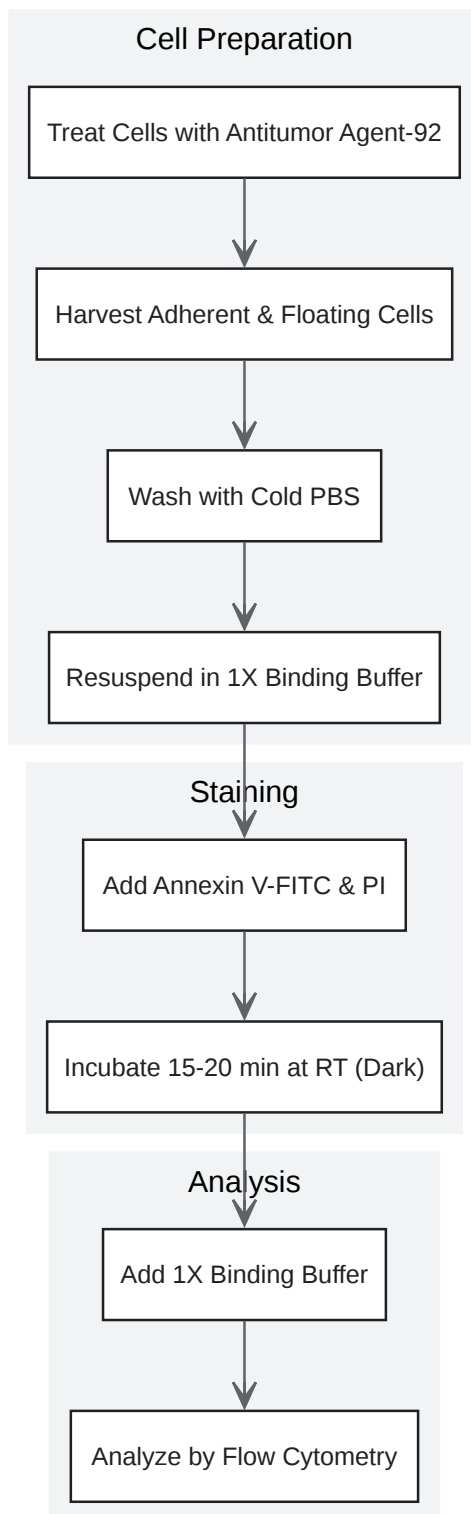 Cell Preparation
Treat Cells with Antitumor Agent-92
Harvest Adherent & Floating Cells
Wash with Cold PBS
Resuspend in 1X Binding Buffer
Staining
Add Annexin V-FITC & PI
Incubate 15-20 min at RT (Dark)
Analysis
Add 1X Binding Buffer
Analyze by Flow Cytometry